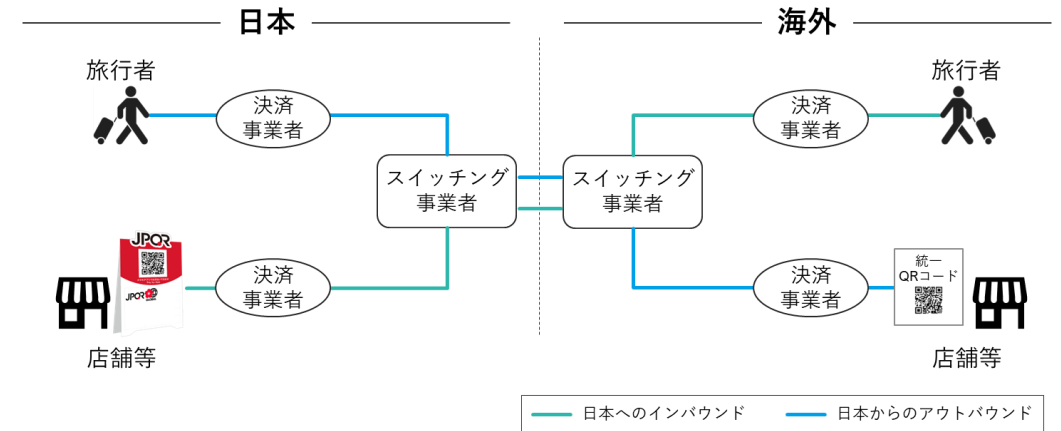 日本
海外
旅行者
決済
事業者
決済
事業者
旅行者
スイッチング
事業者
スイッチング
事業者
JPQR
JPQR
決済
事業者
決済
事業者
統一
QRコード
店舗等
店舗等
日本へのインバウンド
日本からのアウトバウンド